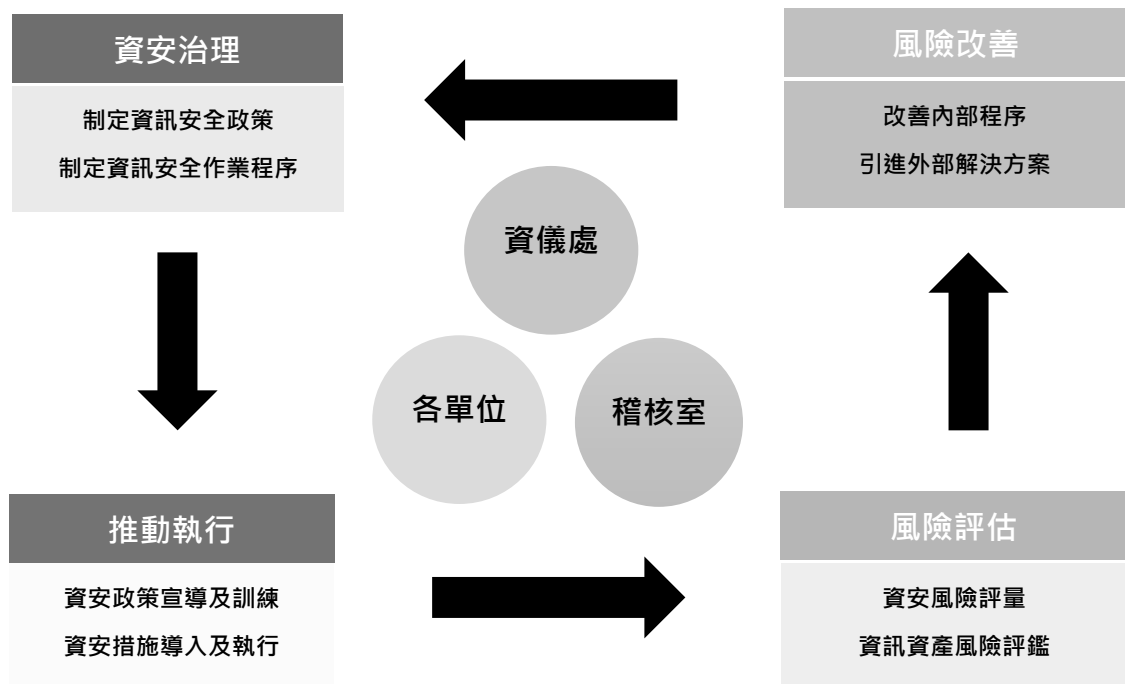 資安治理
制定資訊安全政策
制定資訊安全作業程序
風險改善
改善內部程序
引進外部解決方案
資儀處
各單位
稽核室
推動執行
資安政策宣導及訓練
資安措施導入及執行
風險評估
資安風險評量
資訊資產風險評鑑